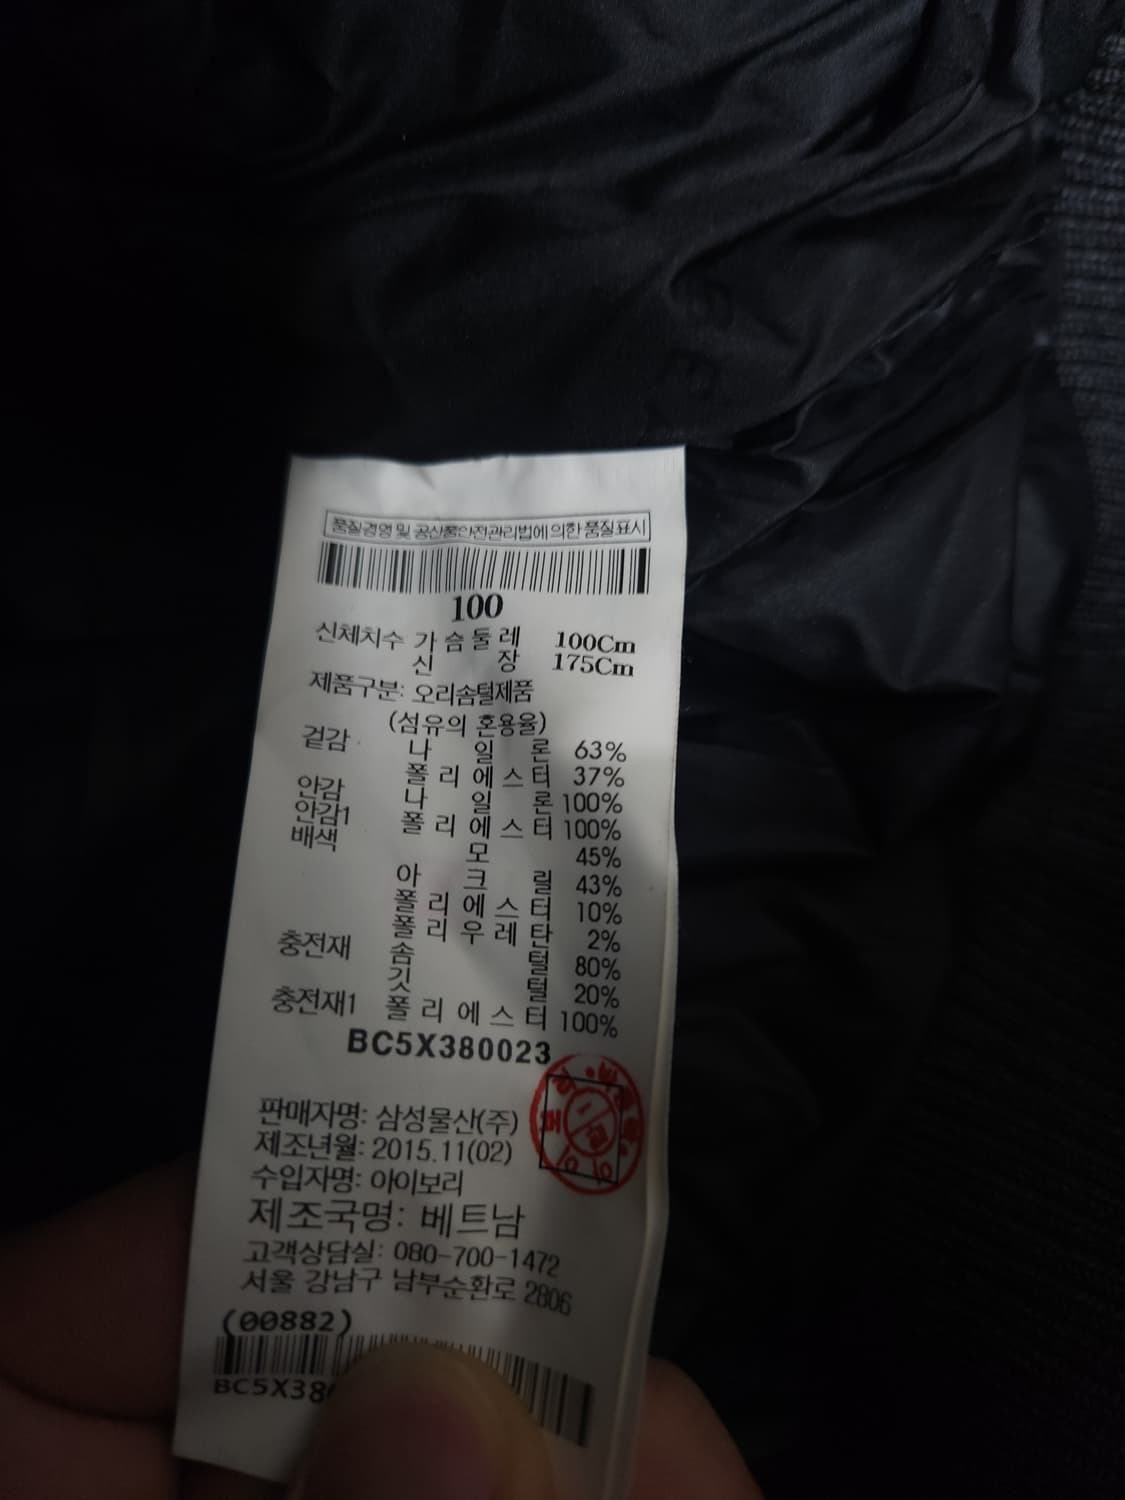 품질경영 및 공산품안전관리법에 의한 품질표시
100
신체치수 가슴둘레 100Cm
신장 175Cm
제품구분: 오리솜털제품
(섬유의 혼용율)
겉감 나일론 63%
폴리에스터 37%
안감 나일론 100%
안감1 폴리에스터 100%
배색 모 45%
아크릴 43%
폴리에스터 10%
폴리우레탄 2%
충전재 솜털 80%
깃털 20%
충전재1 폴리에스터 100%
BC5X380023
판매자명: 삼성물산(주)
제조년월: 2015.11(02)
수입자명: 아이보리
제조국명: 베트남
고객상담실: 080-700-1472
서울 강남구 남부순환로 2806
(00882)
BC5X38